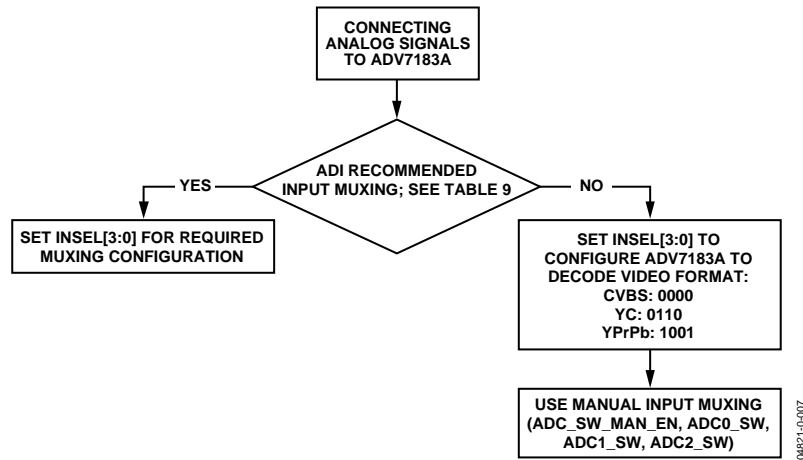 CONNECTING
ANALOG SIGNALS
TO ADV7183A
ADI RECOMMENDED
INPUT MUXING; SEE TABLE 9
YES
NO
SET INSEL[3:0] FOR REQUIRED
MUXING CONFIGURATION
SET INSEL[3:0] TO
CONFIGURE ADV7183A TO
DECODE VIDEO FORMAT:
CVBS: 0000
YC: 0110
YPrPb: 1001
USE MANUAL INPUT MUXING
(ADC_SW_MAN_EN, ADC0_SW,
ADC1_SW, ADC2_SW)
04821-0-007